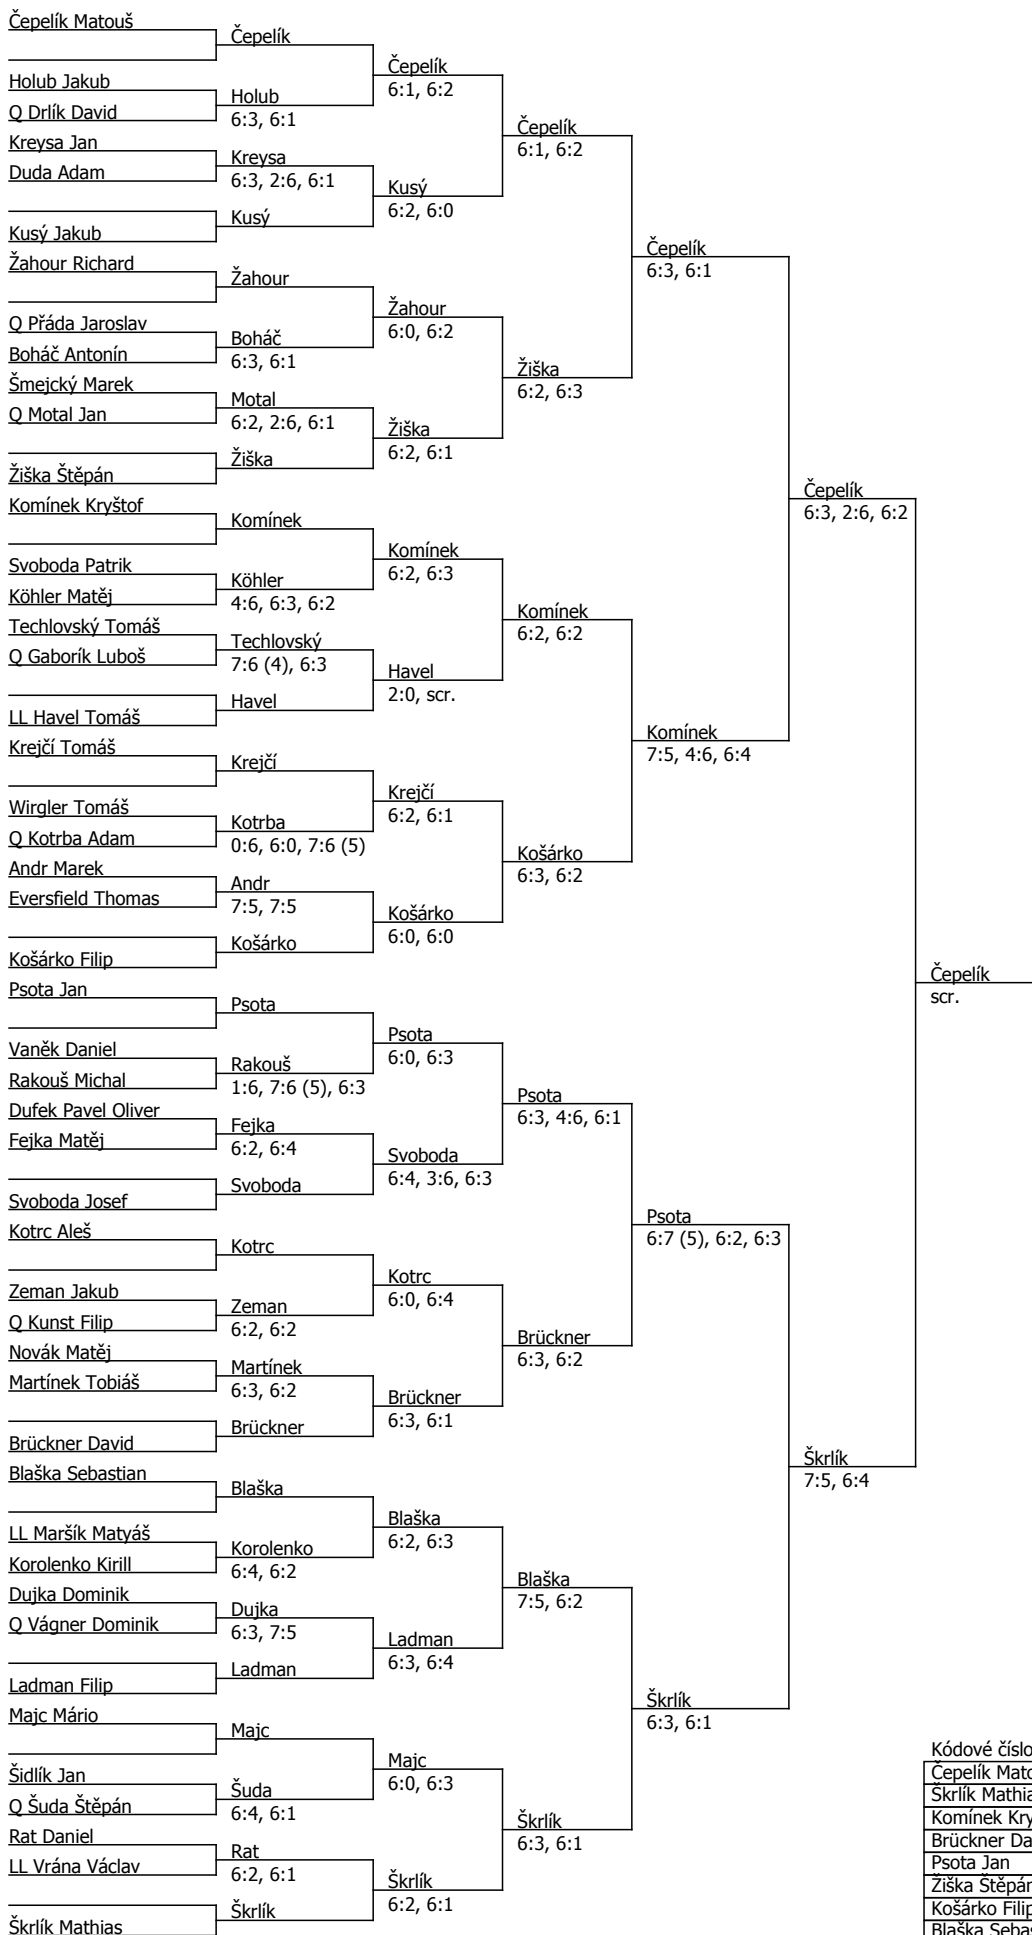 Čepelík Matouš
Holub Jakub
Q Drlík David
Kreysa Jan
Duda Adam
Kusý Jakub
Žahour Richard
Q Přáda Jaroslav
Boháč Antonín
Šmejcký Marek
Q Motal Jan
Žiška Štěpán
Komínek Kryštof
Svoboda Patrik
Köhler Matěj
Techlovský Tomáš
Q Gaborík Luboš
LL Havel Tomáš
Krejčí Tomáš
Wirgler Tomáš
Q Kotrba Adam
Andr Marek
Eversfield Thomas
Košárko Filip
Psota Jan
Vaněk Daniel
Rakouš Michal
Dufek Pavel Oliver
Fejka Matěj
Svoboda Josef
Kotrc Aleš
Zeman Jakub
Q Kunst Filip
Novák Matěj
Martínek Tobiáš
Brückner David
Blaška Sebastian
LL Maršík Matyáš
Korolenko Kirill
Dujka Dominik
Q Vágner Dominik
Ladman Filip
Majc Mário
Šidlík Jan
Q Šuda Štěpán
Rat Daniel
LL Vrána Václav
Škrlík Mathias
Čepelík
Holub
6:3, 6:1
Kreysa
6:3, 2:6, 6:1
Kusý
Žahour
Boháč
6:3, 6:1
Motal
6:2, 2:6, 6:1
Žiška
Komínek
Köhler
4:6, 6:3, 6:2
Techlovský
7:6 (4), 6:3
Havel
Krejčí
Kotrba
0:6, 6:0, 7:6 (5)
Andr
7:5, 7:5
Košárko
Psota
Rakouš
1:6, 7:6 (5), 6:3
Fejka
6:2, 6:4
Svoboda
Kotrc
Zeman
6:2, 6:2
Martínek
6:3, 6:2
Brückner
Blaška
Korolenko
6:4, 6:2
Dujka
6:3, 7:5
Ladman
Majc
Šuda
6:4, 6:1
Rat
6:2, 6:1
Škrlík
Čepelík
6:1, 6:2
Kusý
6:2, 6:0
Žahour
6:0, 6:2
Žiška
6:2, 6:1
Komínek
6:2, 6:3
Havel
2:0, scr.
Krejčí
6:2, 6:1
Košárko
6:0, 6:0
Psota
6:0, 6:3
Svoboda
6:4, 3:6, 6:3
Kotrc
6:0, 6:4
Brückner
6:3, 6:1
Blaška
6:2, 6:3
Ladman
6:3, 6:4
Majc
6:0, 6:3
Škrlík
6:2, 6:1
Čepelík
6:1, 6:2
Žiška
6:2, 6:3
Komínek
6:2, 6:2
Košárko
6:3, 6:2
Psota
6:3, 4:6, 6:1
Brückner
6:3, 6:2
Blaška
7:5, 6:2
Škrlík
6:3, 6:1
Čepelík
6:3, 6:1
Komínek
7:5, 4:6, 6:4
Psota
6:7 (5), 6:2, 6:3
Škrlík
6:3, 6:1
Čepelík
6:3, 2:6, 6:2
Škrlík
7:5, 6:4
Čepelík
scr.
Kódové číslo
Čepelík Mato
Škrlík Mathia
Komínek Kry
Brückner Da
Psota Jan
Žiška Štěpán
Košárko Filip
Blaška Sebas